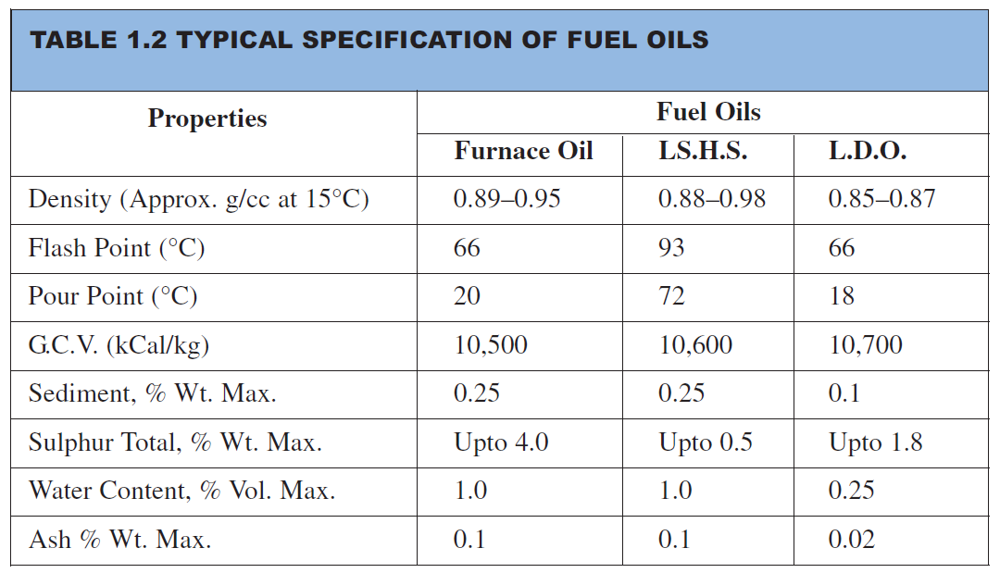 TABLE 1.2 TYPICAL SPECIFICATION OF FUEL OILS
Properties Fuel Oils
Furnace Oil LS.H.S. L.D.O.
Density (Approx. g/cc at 15°C) 0.89–0.95 0.88–0.98 0.85–0.87
Flash Point (°C) 66 93 66
Pour Point (°C) 20 72 18
G.C.V. (kCal/kg) 10,500 10,600 10,700
Sediment, % Wt. Max. 0.25 0.25 0.1
Sulphur Total, % Wt. Max. Upto 4.0 Upto 0.5 Upto 1.8
Water Content, % Vol. Max. 1.0 1.0 0.25
Ash % Wt. Max. 0.1 0.1 0.02